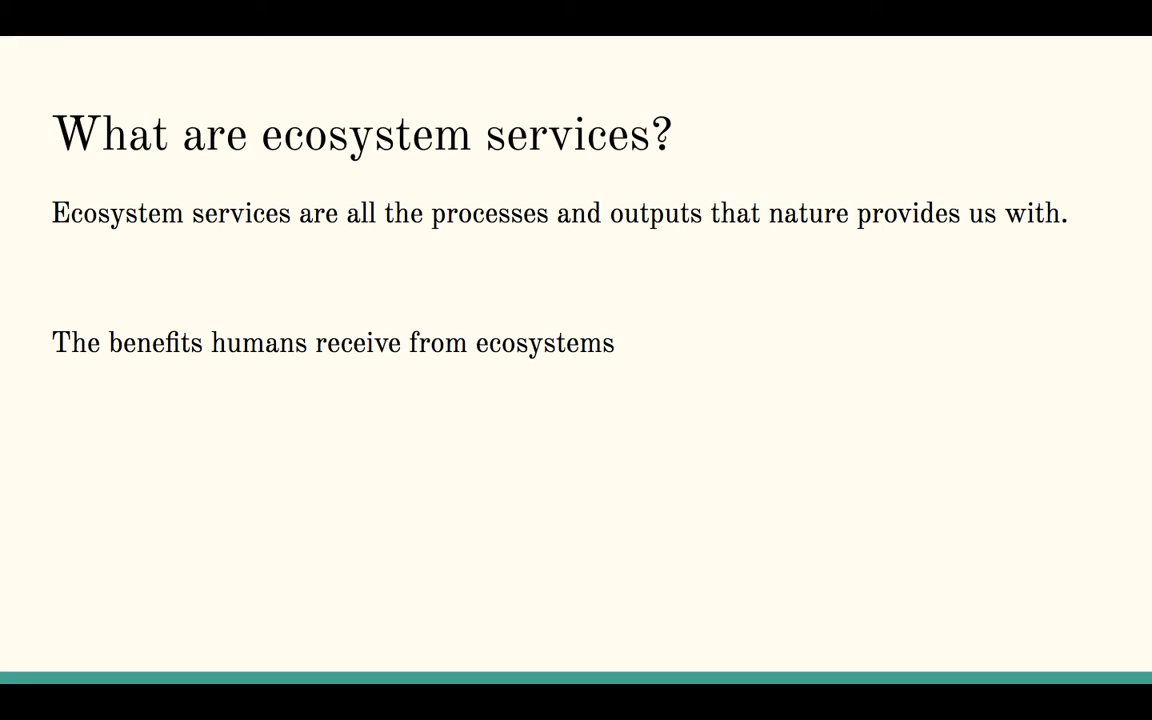 What are ecosystem services?
Ecosystem services are all the processes and outputs that nature provides us with.
The benefits humans receive from ecosystems